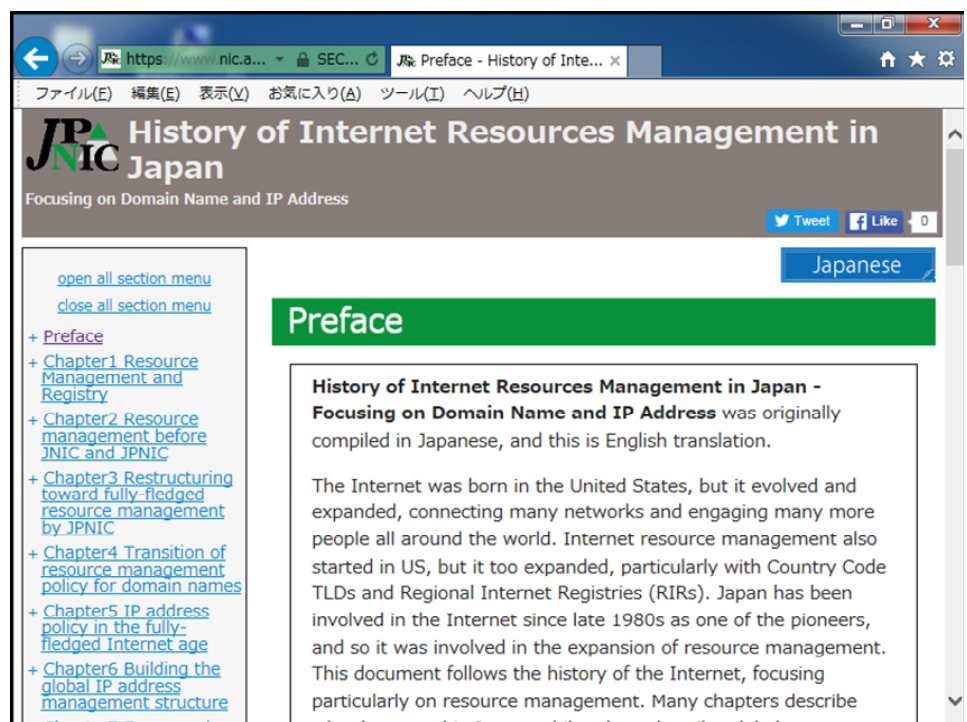 https://www.nic.a... SEC... Preface - History of Inte...
ファイル(F) 編集(E) 表示(V) お気に入り(A) ツール(T) ヘルプ(H)
JPNIC
History of Internet Resources Management in
Japan
Focusing on Domain Name and IP Address
Tweet Like 0
Japanese
open all section menu
close all section menu
+ Preface
+ Chapter1 Resource
Management and
Registry
+ Chapter2 Resource
management before
JNIC and JPNIC
+ Chapter3 Restructuring
toward fully-fledged
resource management
by JPNIC
+ Chapter4 Transition of
resource management
policy for domain names
+ Chapter5 IP address
policy in the fully-
fledged Internet age
+ Chapter6 Building the
global IP address
management structure
Preface
History of Internet Resources Management in Japan -
Focusing on Domain Name and IP Address was originally
compiled in Japanese, and this is English translation.
The Internet was born in the United States, but it evolved and
expanded, connecting many networks and engaging many more
people all around the world. Internet resource management also
started in US, but it too expanded, particularly with Country Code
TLDs and Regional Internet Registries (RIRs). Japan has been
involved in the Internet since late 1980s as one of the pioneers,
and so it was involved in the expansion of resource management.
This document follows the history of the Internet, focusing
particularly on resource management. Many chapters describe